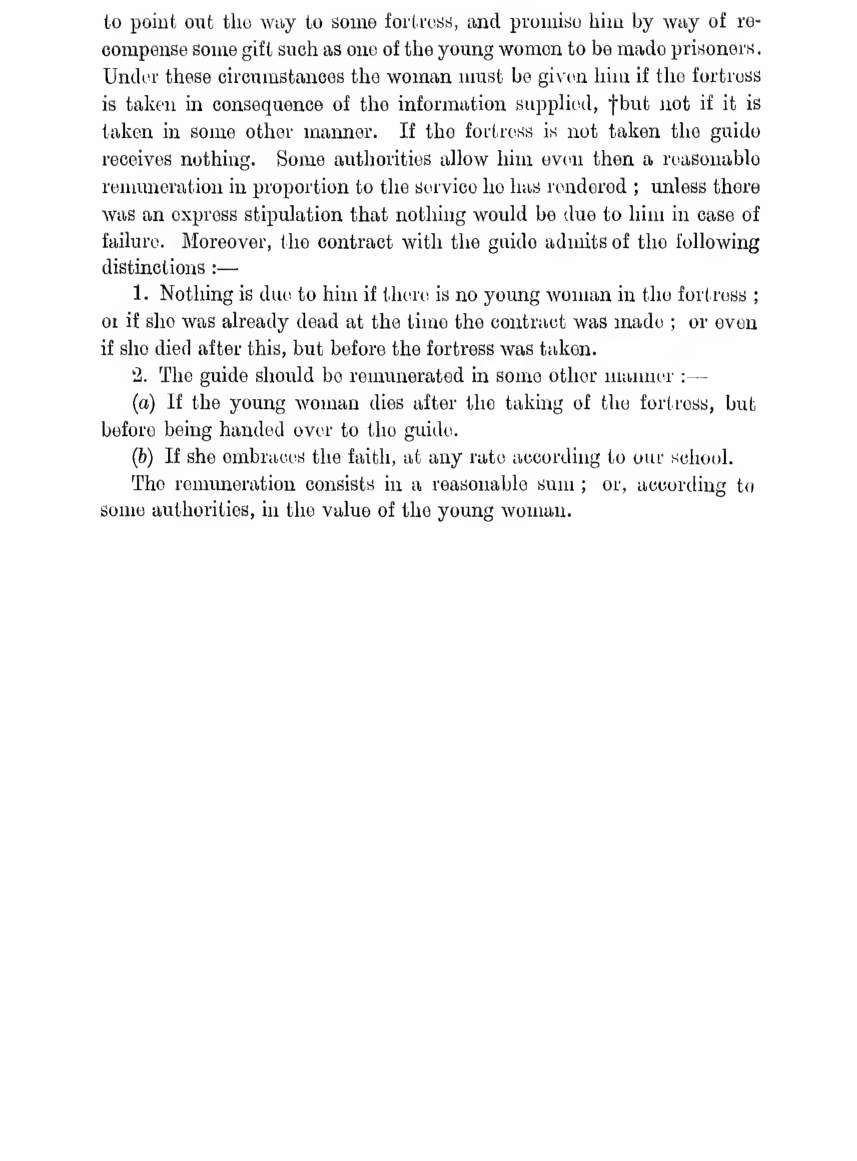 to point out the way to some fortress, and promise him by way of re-
compense some gift such as one of the young women to be made prisoners.
Under these circumstances the woman must be given him if the fortress
is taken in consequence of the information supplied, †but not if it is
taken in some other manner. If the fortress is not taken the guide
receives nothing. Some authorities allow him even then a reasonable
remuneration in proportion to the service he has rendered ; unless there
was an express stipulation that nothing would be due to him in case of
failure. Moreover, the contract with the guide admits of the following
distinctions :—
1. Nothing is due to him if there is no young woman in the fortress ;
or if she was already dead at the time the contract was made ; or even
if she died after this, but before the fortress was taken.
2. The guide should be remunerated in some other manner :—
(a) If the young woman dies after the taking of the fortress, but
before being handed over to the guide.
(b) If she embraces the faith, at any rate according to our school.
The remuneration consists in a reasonable sum ; or, according to
some authorities, in the value of the young woman.